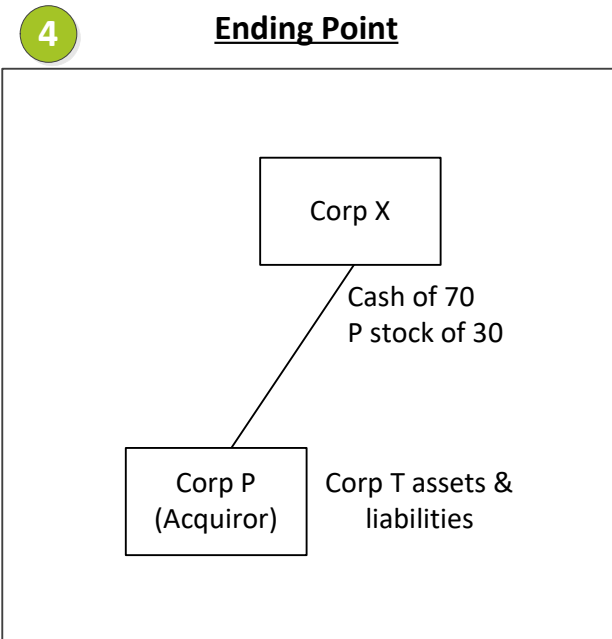 4
Ending Point
Corp X
Cash of 70
P stock of 30
Corp P
(Acquiror)
Corp T assets &
liabilities